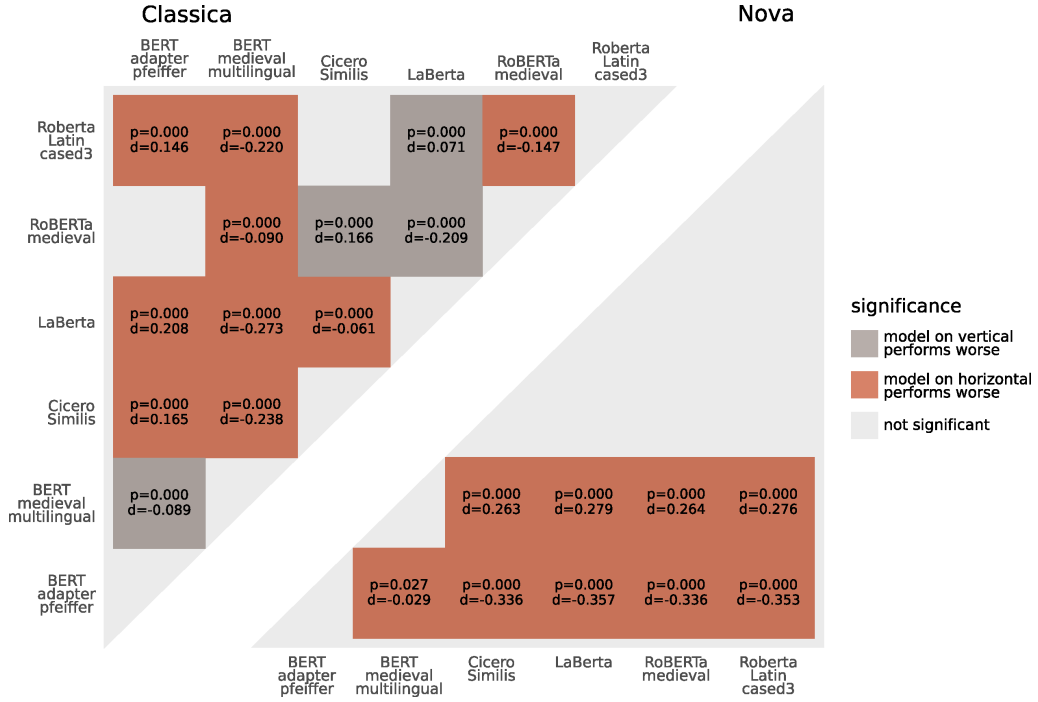 Classica
Nova
BERT
adapter
pfeiffer
BERT
medieval
multilingual
Cicero
Similis
LaBerta
RoBERTa
medieval
Roberta
Latin
cased3
Roberta
Latin
cased3
p=0.000
d=0.146
p=0.000
d=-0.220
p=0.000
d=0.071
p=0.000
d=-0.147
RoBERTa
medieval
p=0.000
d=-0.090
p=0.000
d=0.166
p=0.000
d=-0.209
LaBerta
p=0.000
d=0.208
p=0.000
d=-0.273
p=0.000
d=-0.061
Cicero
Similis
p=0.000
d=0.165
p=0.000
d=-0.238
BERT
medieval
multilingual
p=0.000
d=-0.089
p=0.000
d=0.263
p=0.000
d=0.279
p=0.000
d=0.264
p=0.000
d=0.276
BERT
adapter
pfeiffer
p=0.027
d=-0.029
p=0.000
d=-0.336
p=0.000
d=-0.357
p=0.000
d=-0.336
p=0.000
d=-0.353
BERT
adapter
pfeiffer
BERT
medieval
multilingual
Cicero
Similis
LaBerta
RoBERTa
medieval
Roberta
Latin
cased3
significance
model on vertical
performs worse
model on horizontal
performs worse
not significant